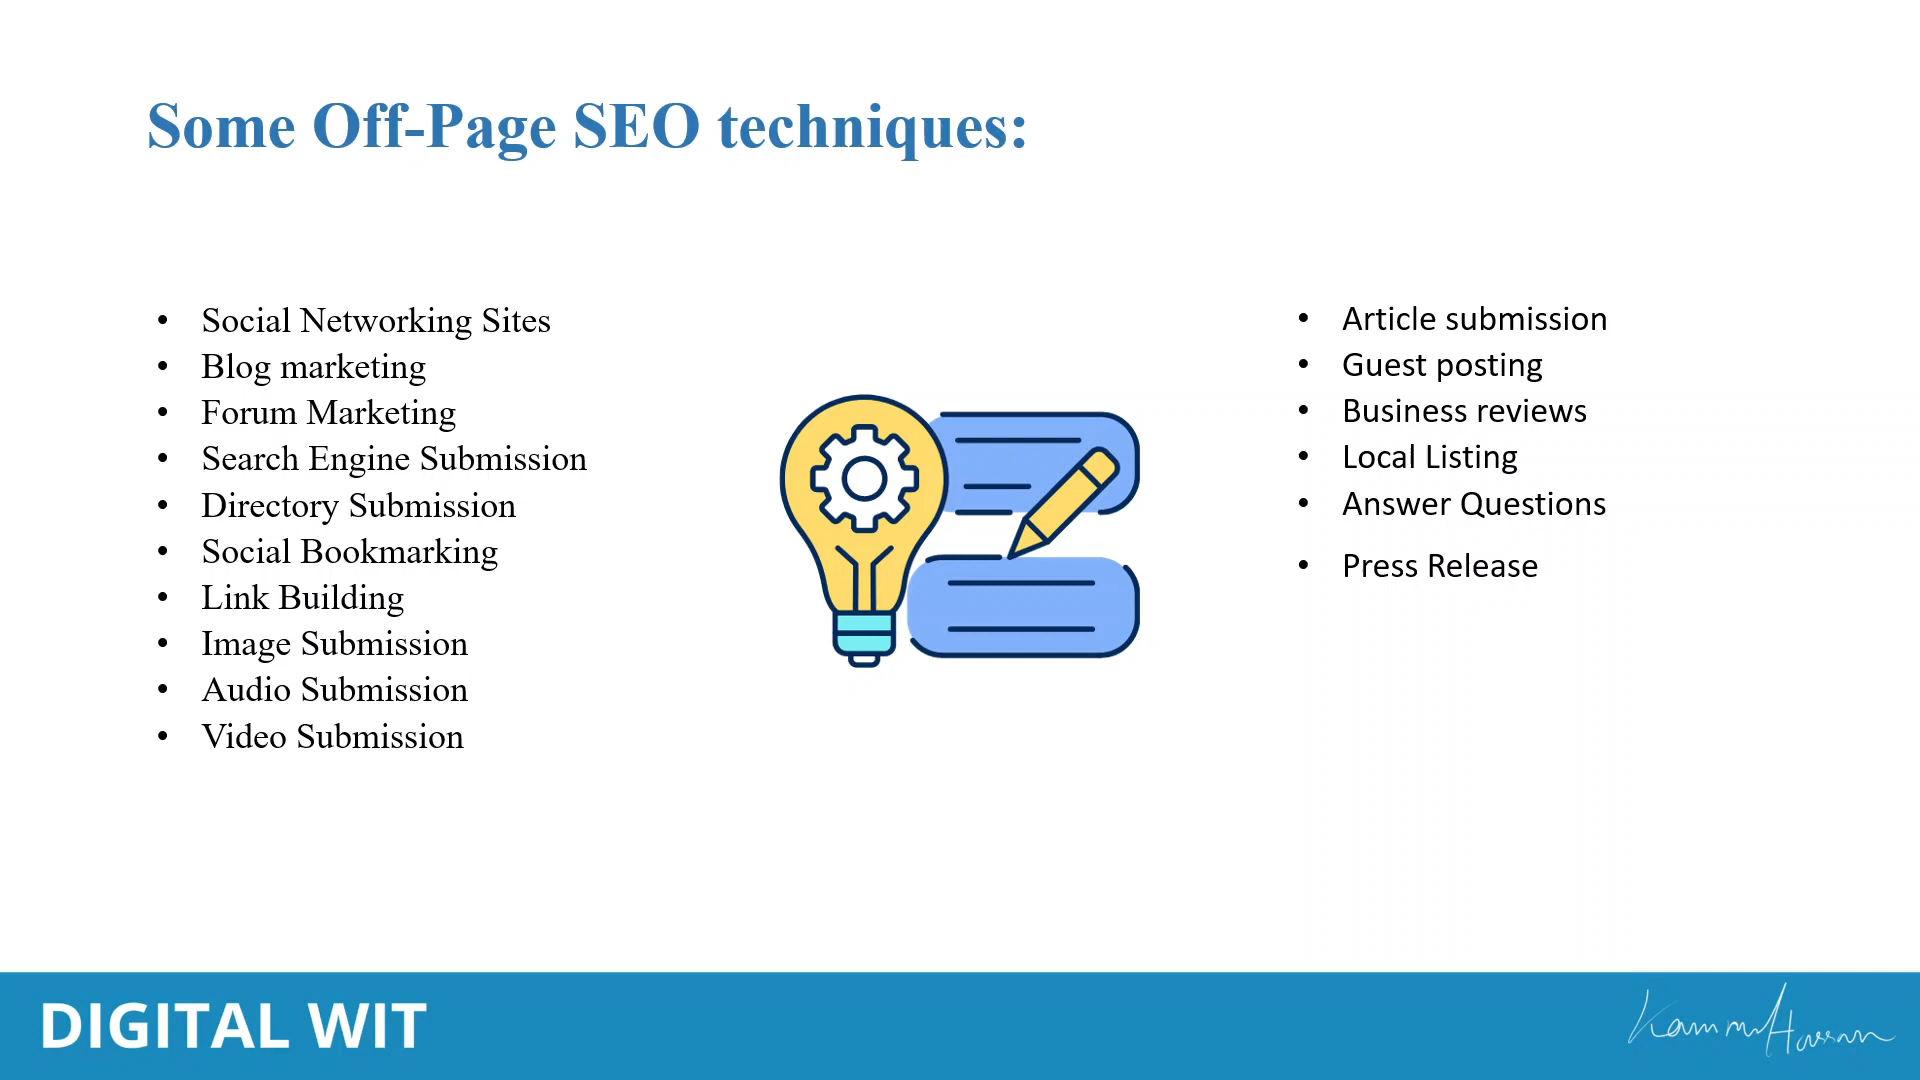 Some Off-Page SEO techniques:
• Social Networking Sites
• Blog marketing
• Forum Marketing
• Search Engine Submission
• Directory Submission
• Social Bookmarking
• Link Building
• Image Submission
• Audio Submission
• Video Submission
• Article submission
• Guest posting
• Business reviews
• Local Listing
• Answer Questions
• Press Release
DIGITAL WIT